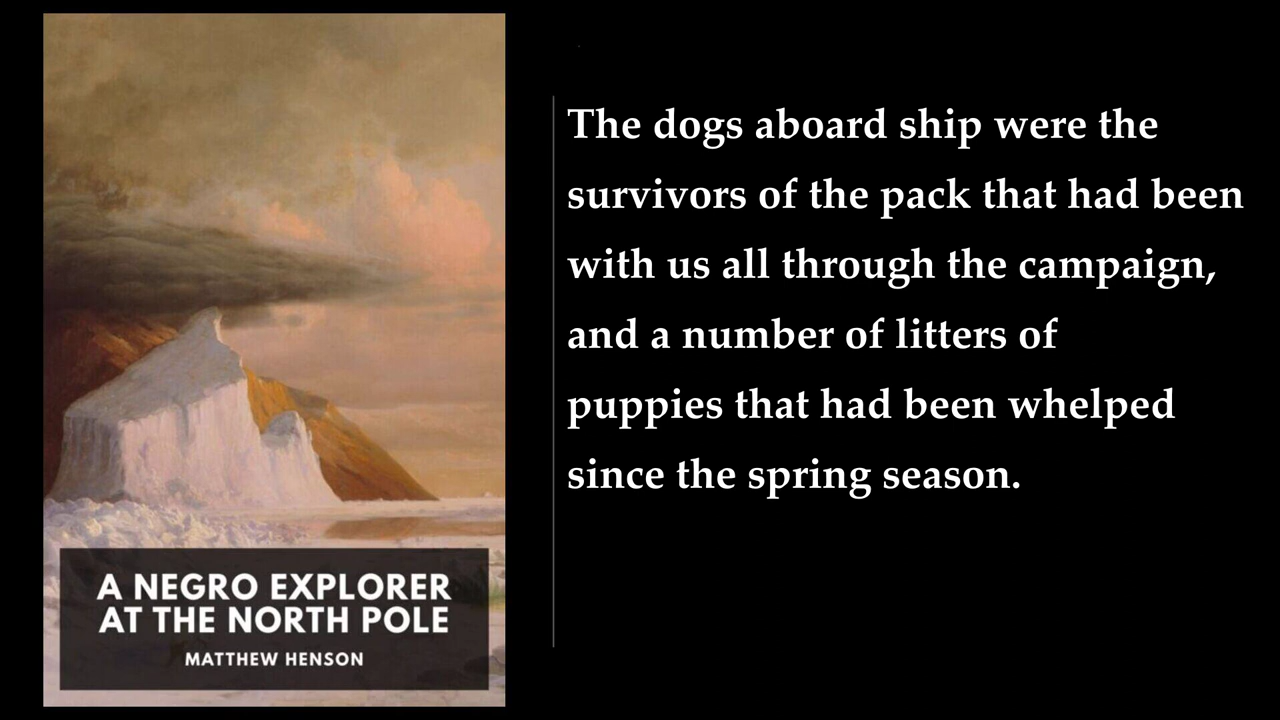 A NEGRO EXPLORER
AT THE NORTH POLE
MATTHEW HENSON
The dogs aboard ship were the
survivors of the pack that had been
with us all through the campaign,
and a number of litters of
puppies that had been whelped
since the spring season.